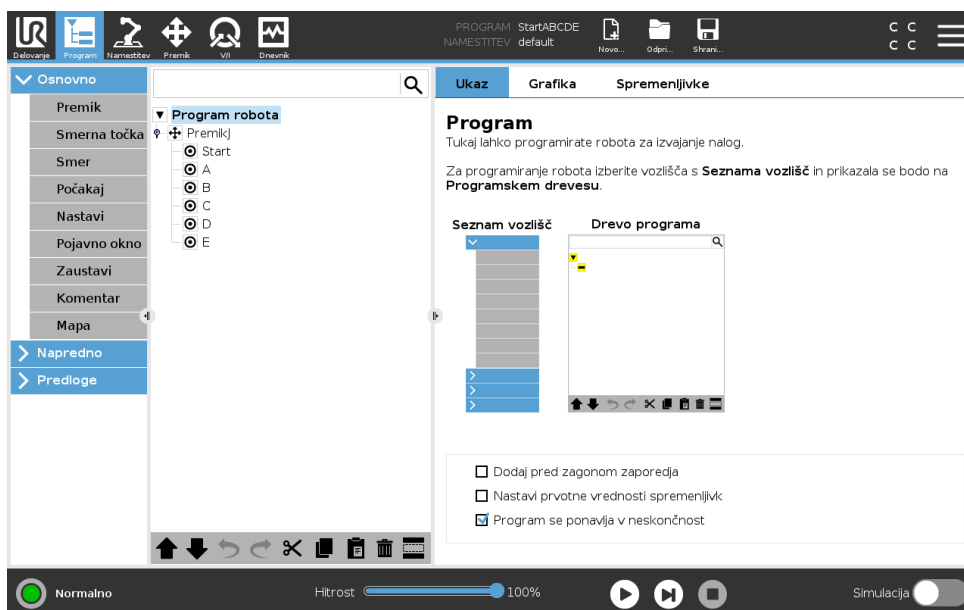 UR
PROGRAM StartABCDE
NAMESTITEV default
Delovanje
Program
Namestitev
Premik
V/I
Dnevnik
Novo...
Odpri...
Shrani...
C C
C C
Osnovno
Premik
Smerna točka
Smer
Počakaj
Nastavi
Pojavno okno
Zaustavi
Komentar
Mapa
Napredno
Predloge
Program robota
PremikJ
Start
A
B
C
D
E
Ukaz
Grafika
Spremenljivke
Program
Tukaj lahko programirate robota za izvajanje nalog.
Za programiranje robota izberite vozlišča s Seznama vozlišč in prikazala se bodo na
Programskem drevesu.
Seznam vozlišč
Drevo programa
Dodaj pred zagonom zaporedja
Nastavi prvotne vrednosti spremenljivk
Program se ponavlja v neskončnost
Normalno
Hitrost
100%
Simulacija